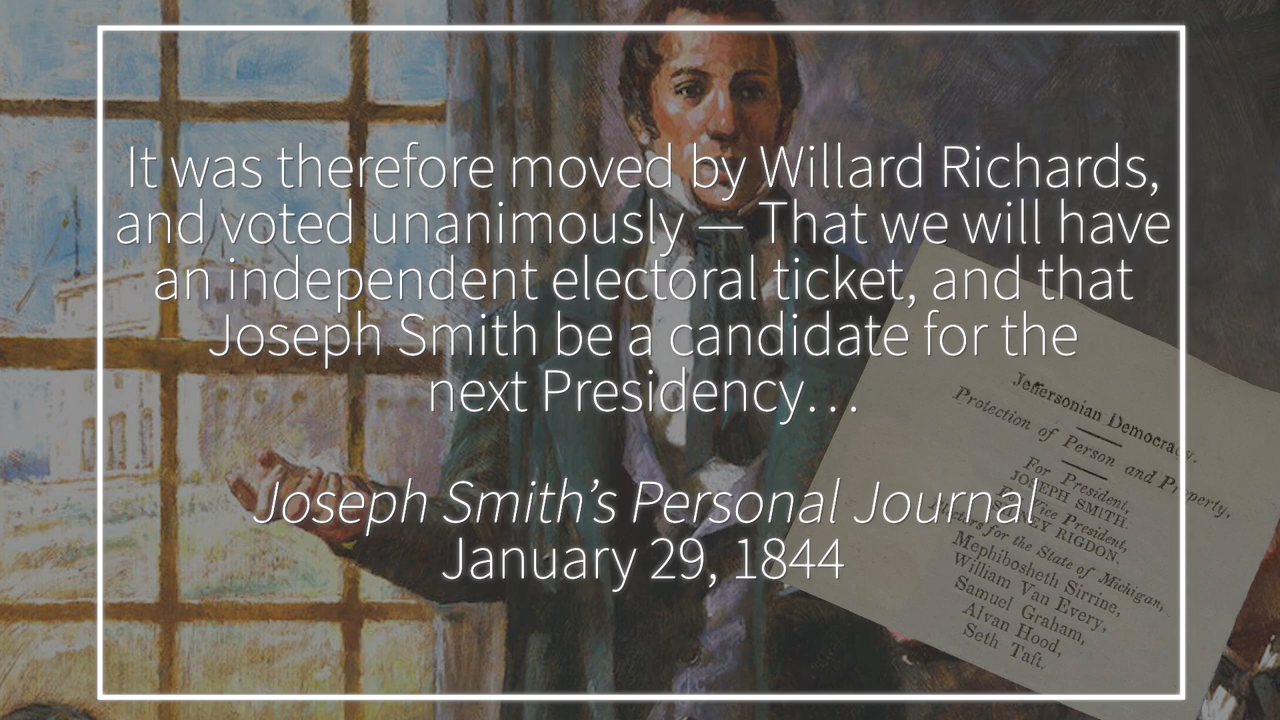 It was therefore moved by Willard Richards,
and voted unanimously — That we will have
an independent electoral ticket, and that
Joseph Smith be a candidate for the
next Presidency…
Joseph Smith’s Personal Journal
January 29, 1844
Jeffersonian Democracy.
Protection of Person and Property.
For President,
JOSEPH SMITH.
For Vice President,
SIDNEY RIGDON.
Electors for the State of Michigan,
Mephibosheth Sirrine,
William Van Every,
Samuel Graham,
Alvan Hood,
Seth Taft.